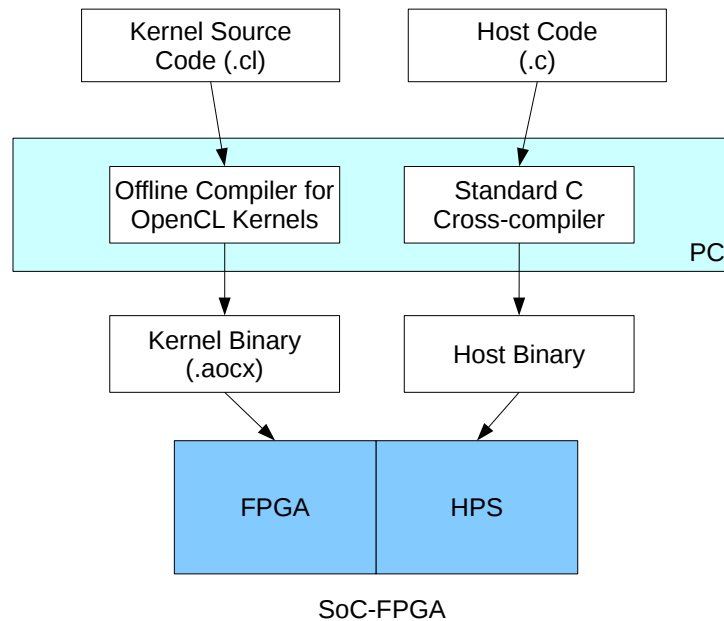 Kernel Source
Code (.cl)
Host Code
(.c)
Offline Compiler for
OpenCL Kernels
Standard C
Cross-compiler
PC
Kernel Binary
(.aocx)
Host Binary
FPGA
HPS
SoC-FPGA